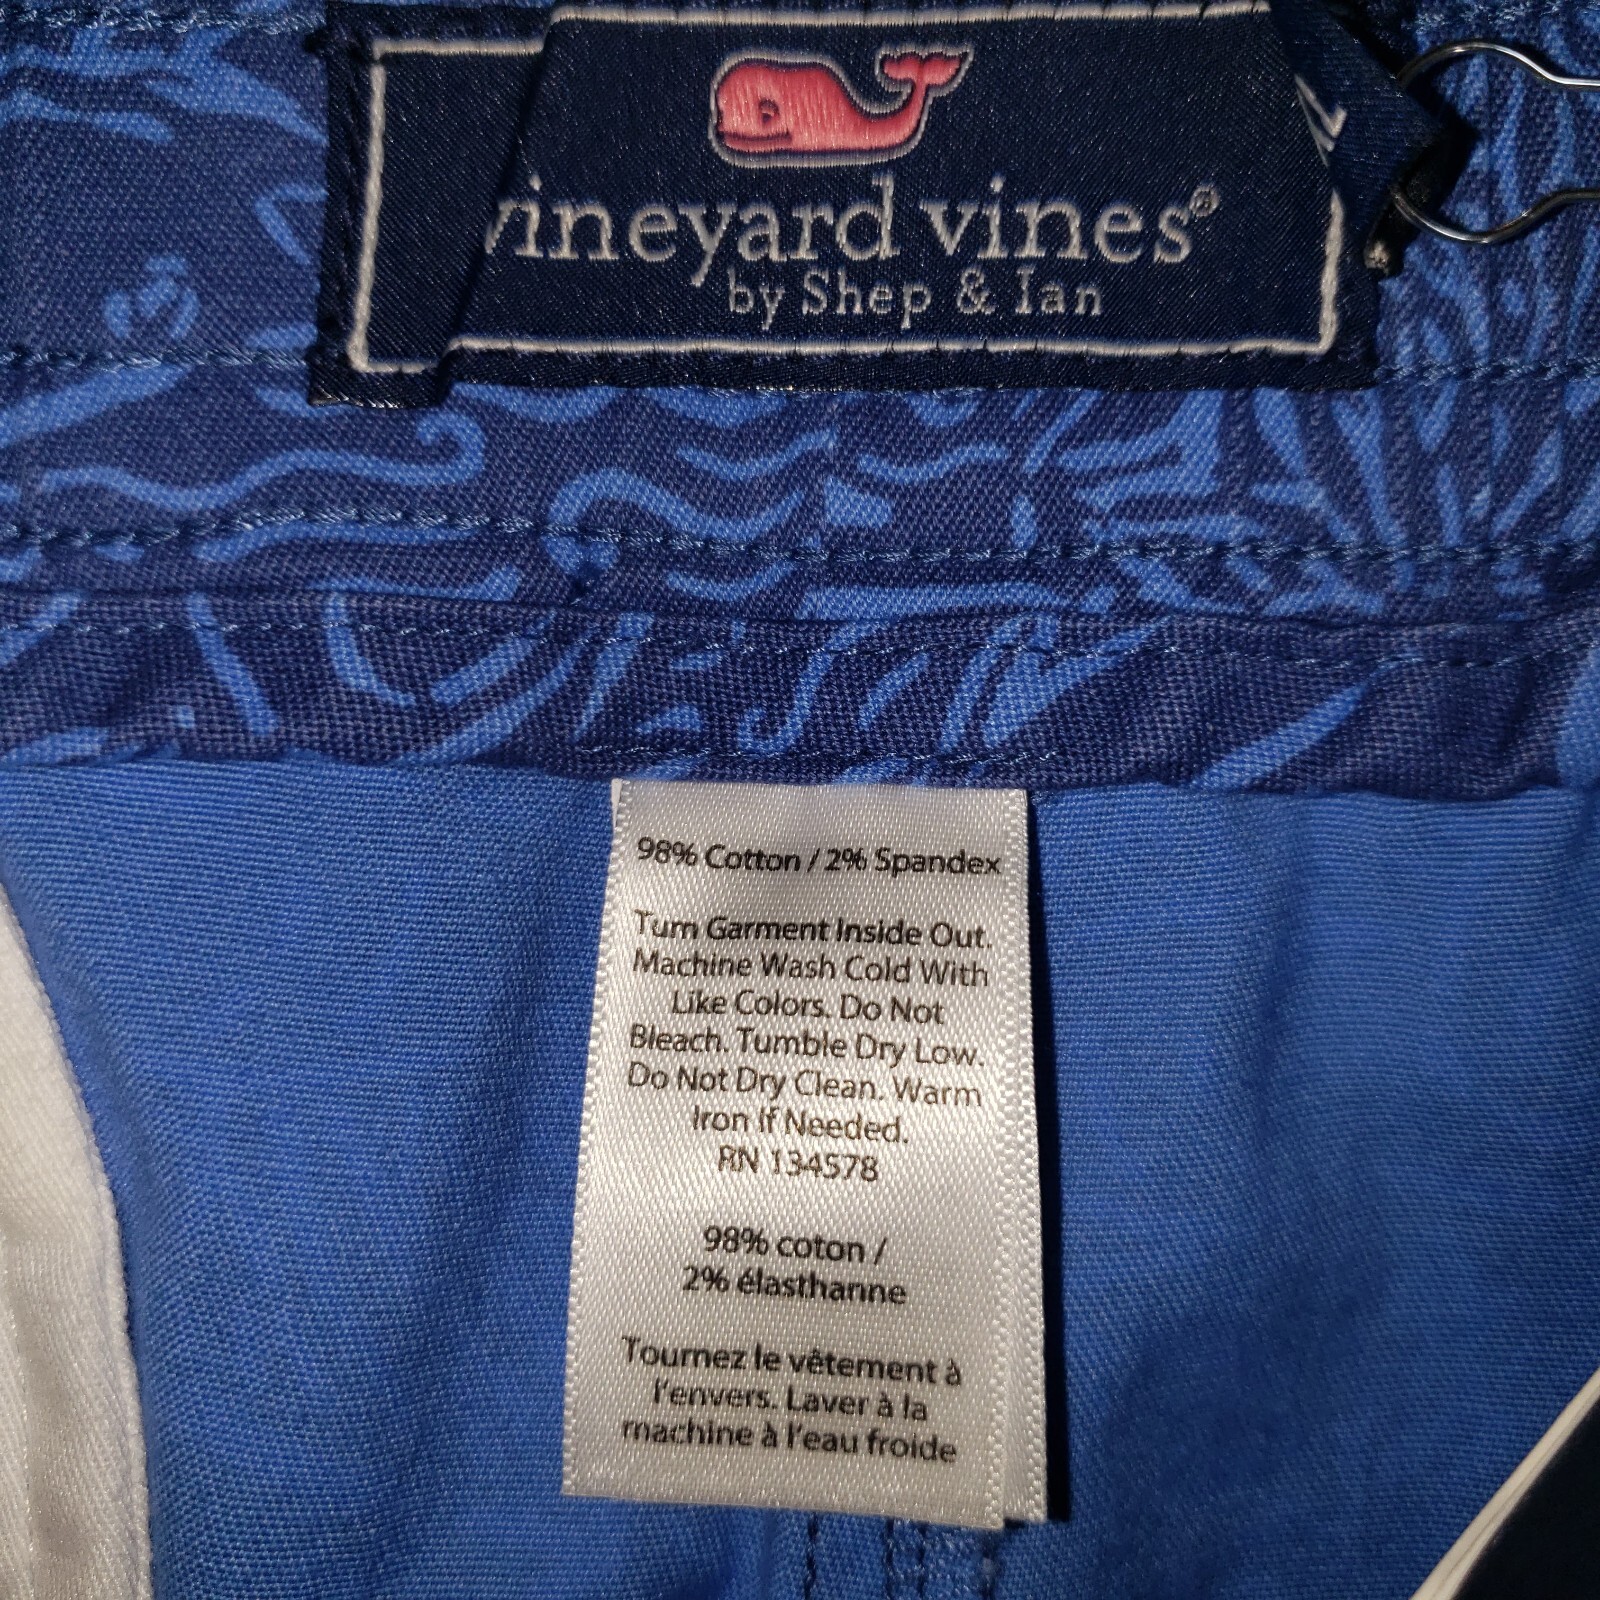 vineyard vines®
by Shep & Ian
98% Cotton / 2% Spandex
Turn Garment Inside Out.
Machine Wash Cold With
Like Colors. Do Not
Bleach. Tumble Dry Low.
Do Not Dry Clean. Warm
Iron If Needed.
RN 134578
98% coton /
2% élasthanne
Tournez le vêtement à
l'envers. Laver à la
machine à l'eau froide